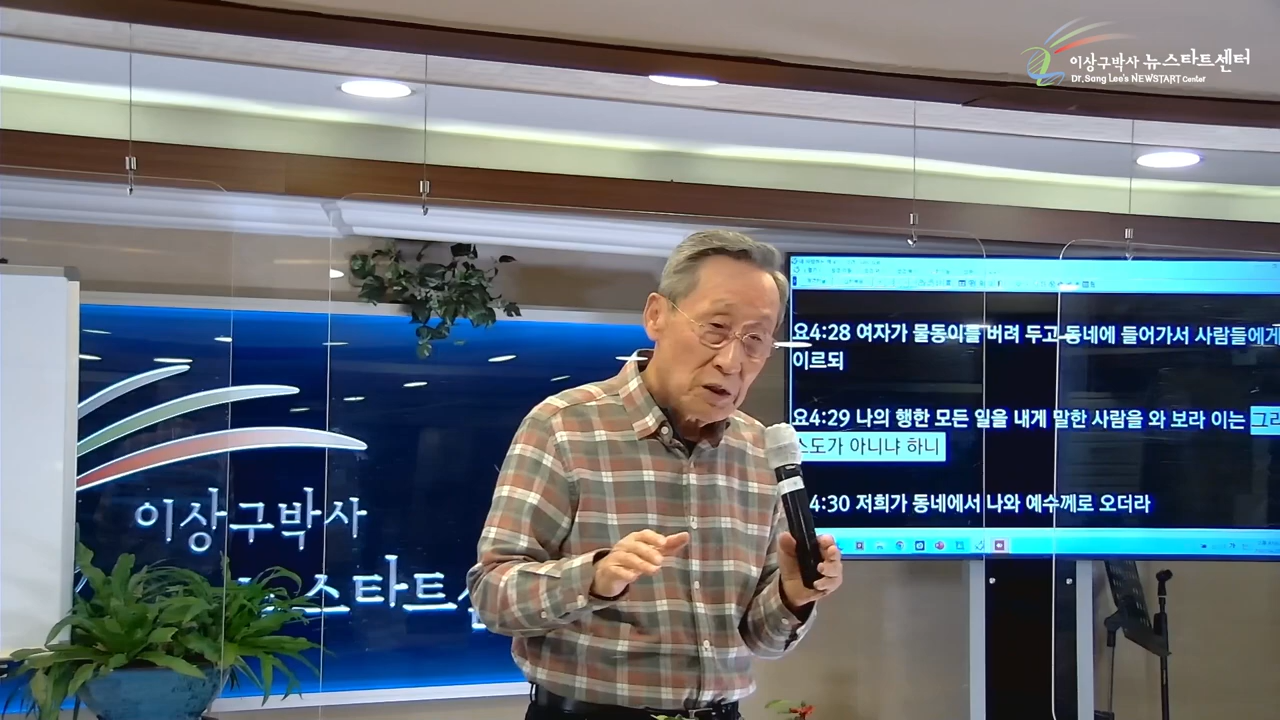 이상구박사 뉴스타트센터
Dr. Sang Lee's NEWSTART Center
요4:28 여자가 물동이를 버려 두고 동네에 들어가서 사람들에게
이르되
요4:29 나의 행한 모든 일을 내게 말한 사람을 와 보라 이는 그리
스도가 아니냐 하니
4:30 저희가 동네에서 나와 예수께로 오더라
이상구박사
스타트